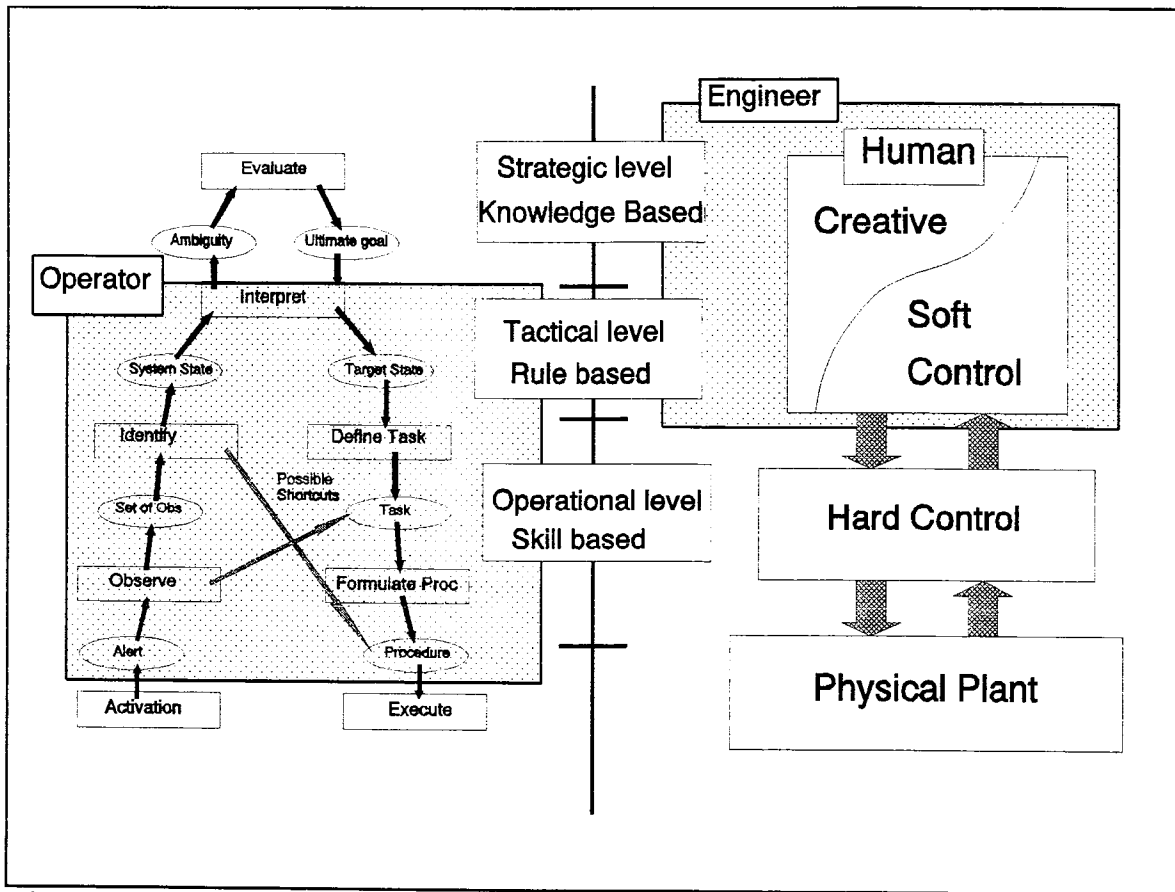 Evaluate
Ambiguity
Ultimate goal
Operator
Interpret
System State
Target State
Identify
Define Task
Possible
Shortcuts
Set of Obs
Task
Observe
Formulate Proc
Alert
Procedure
Activation
Execute
Strategic level
Knowledge Based
Tactical level
Rule based
Operational level
Skill based
Engineer
Human
Creative
Soft
Control
Hard Control
Physical Plant